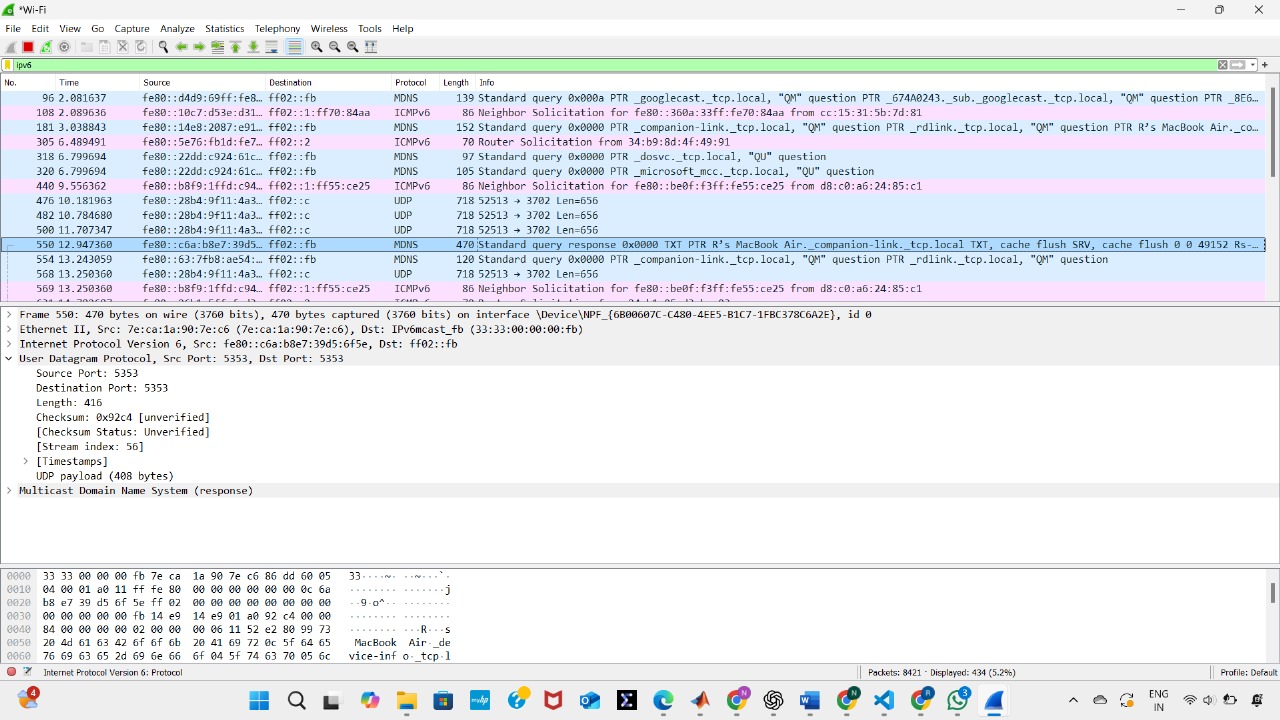 *Wi-Fi
File Edit View Go Capture Analyze Statistics Telephony Wireless Tools Help
ipv6
No. Time Source Destination Protocol Length Info
96 2.081637 fe80::d4d9:69ff:fe8… ff02::fb MDNS 139 Standard query 0x000a PTR _googlecast._tcp.local, "QM" question PTR _674A0243._sub._googlecast._tcp.local, "QM" question PTR _8E6…
108 2.089636 fe80::10c7:d53e:d31… ff02::1:ff70:84aa ICMPv6 86 Neighbor Solicitation for fe80::360a:33ff:fe70:84aa from cc:15:31:5b:7d:81
181 3.038843 fe80::14e8:2087:e91… ff02::fb MDNS 152 Standard query 0x0000 PTR _companion-link._tcp.local, "QM" question PTR _rdlink._tcp.local, "QM" question PTR R's MacBook Air._co…
305 6.489491 fe80::5e76:fb1d:fe7… ff02::2 ICMPv6 70 Router Solicitation from 34:b9:8d:4f:49:91
318 6.799694 fe80::22dd:c924:61c… ff02::fb MDNS 97 Standard query 0x0000 PTR _dosvc._tcp.local, "QU" question
320 6.799694 fe80::22dd:c924:61c… ff02::fb MDNS 105 Standard query 0x0000 PTR _microsoft_mcc._tcp.local, "QU" question
440 9.556362 fe80::b8f9:1ffd:c94… ff02::1:ff55:ce25 ICMPv6 86 Neighbor Solicitation for fe80::be0f:f3ff:fe55:ce25 from d8:c0:a6:24:85:c1
476 10.181963 fe80::28b4:9f11:4a3… ff02::c UDP 718 52513 → 3702 Len=656
482 10.784680 fe80::28b4:9f11:4a3… ff02::c UDP 718 52513 → 3702 Len=656
500 11.707347 fe80::28b4:9f11:4a3… ff02::c UDP 718 52513 → 3702 Len=656
550 12.947360 fe80::c6a:b8e7:39d5… ff02::fb MDNS 470 Standard query response 0x0000 TXT PTR R's MacBook Air._companion-link._tcp.local TXT, cache flush SRV, cache flush 0 0 49152 Rs-…
554 13.243059 fe80::63:7fb8:ae54:… ff02::fb MDNS 120 Standard query 0x0000 PTR _companion-link._tcp.local, "QM" question PTR _rdlink._tcp.local, "QM" question
568 13.250360 fe80::28b4:9f11:4a3… ff02::c UDP 718 52513 → 3702 Len=656
569 13.250360 fe80::b8f9:1ffd:c94… ff02::1:ff55:ce25 ICMPv6 86 Neighbor Solicitation for fe80::be0f:f3ff:fe55:ce25 from d8:c0:a6:24:85:c1
Frame 550: 470 bytes on wire (3760 bits), 470 bytes captured (3760 bits) on interface \Device\NPF_{6B00607C-C480-4EE5-B1C7-1FBC378C6A2E}, id 0
Ethernet II, Src: 7e:ca:1a:90:7e:c6 (7e:ca:1a:90:7e:c6), Dst: IPv6mcast_fb (33:33:00:00:00:fb)
Internet Protocol Version 6, Src: fe80::c6a:b8e7:39d5:6f5e, Dst: ff02::fb
User Datagram Protocol, Src Port: 5353, Dst Port: 5353
Source Port: 5353
Destination Port: 5353
Length: 416
Checksum: 0x92c4 [unverified]
[Checksum Status: Unverified]
[Stream index: 56]
[Timestamps]
UDP payload (408 bytes)
Multicast Domain Name System (response)
0000 33 33 00 00 00 fb 7e ca 1a 90 7e c6 86 dd 60 05 33····~· ··~···`·
0010 04 00 01 a0 11 ff fe 80 00 00 00 00 00 00 0c 6a ········ ·······j
0020 b8 e7 39 d5 6f 5e ff 02 00 00 00 00 00 00 00 00 ··9·o^·· ········
0030 00 00 00 00 00 fb 14 e9 14 e9 01 a0 92 c4 00 00 ········ ········
0040 84 00 00 00 00 02 00 00 00 06 11 52 e2 80 99 73 ········ ···R···s
0050 20 4d 61 63 42 6f 6f 6b 20 41 69 72 0c 5f 64 65 MacBook Air·_de
0060 76 69 63 65 2d 69 6e 66 6f 04 5f 74 63 70 05 6c vice-inf o·_tcp·l
Internet Protocol Version 6: Protocol Packets: 8421 · Displayed: 434 (5.2%) Profile: Default
4 myhp N N R 3 ENG
IN